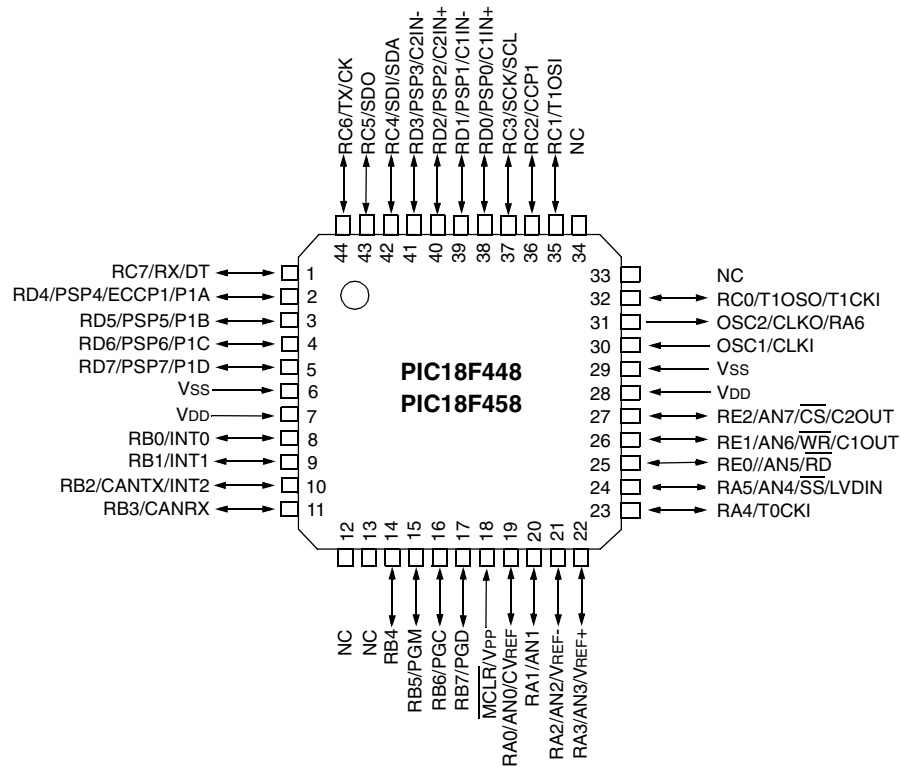 RC6/TX/CK
RC5/SDO
RC4/SDI/SDA
RD3/PSP3/C2IN-
RD2/PSP2/C2IN+
RD1/PSP1/C1IN-
RD0/PSP0/C1IN+
RC3/SCK/SCL
RC2/CCP1
RC1/T1OSI
NC
44
43
42
41
40
39
38
37
36
35
34
RC7/RX/DT 1
RD4/PSP4/ECCP1/P1A 2
RD5/PSP5/P1B 3
RD6/PSP6/P1C 4
RD7/PSP7/P1D 5
VSS 6
VDD 7
RB0/INT0 8
RB1/INT1 9
RB2/CANTX/INT2 10
RB3/CANRX 11
PIC18F448
PIC18F458
33 NC
32 RC0/T1OSO/T1CKI
31 OSC2/CLKO/RA6
30 OSC1/CLKI
29 VSS
28 VDD
27 RE2/AN7/CS/C2OUT
26 RE1/AN6/WR/C1OUT
25 RE0//AN5/RD
24 RA5/AN4/SS/LVDIN
23 RA4/T0CKI
12
13
14
15
16
17
18
19
20
21
22
NC
NC
RB4
RB5/PGM
RB6/PGC
RB7/PGD
MCLR/VPP
RA0/AN0/CVREF
RA1/AN1
RA2/AN2/VREF-
RA3/AN3/VREF+